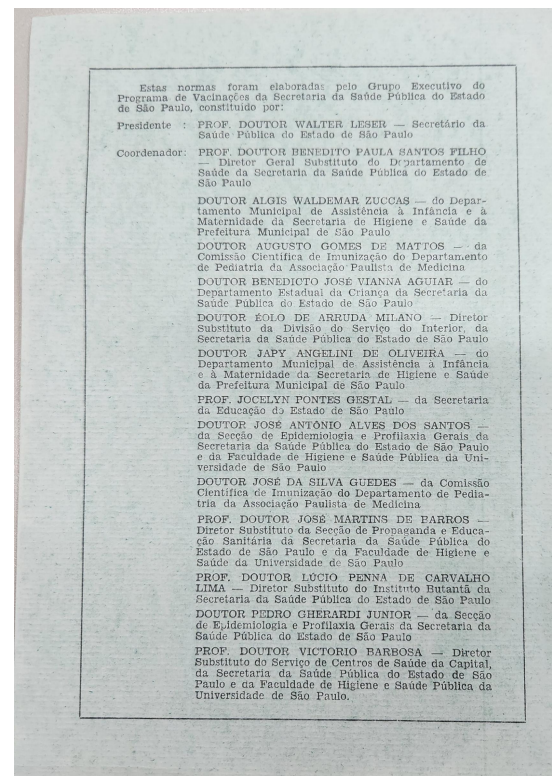 Estas normas foram elaboradas pelo Grupo Executivo do
Programa de Vacinações da Secretaria da Saúde Pública do Estado
de São Paulo, constituído por:
Presidente : PROF. DOUTOR WALTER LESER — Secretário da
Saúde Pública do Estado de São Paulo
Coordenador: PROF. DOUTOR BENEDITO PAULA SANTOS FILHO
— Diretor Geral Substituto do Departamento de
Saúde da Secretaria da Saúde Pública do Estado de
São Paulo
DOUTOR ALGIS WALDEMAR ZUCCAS — do Depar-
tamento Municipal de Assistência à Infância e à
Maternidade da Secretaria de Higiene e Saúde da
Prefeitura Municipal de São Paulo
DOUTOR AUGUSTO GOMES DE MATTOS — da
Comissão Científica de Imunização do Departamento
de Pediatria da Associação Paulista de Medicina
DOUTOR BENEDICTO JOSÉ VIANNA AGUIAR — do
Departamento Estadual da Criança da Secretaria da
Saúde Pública do Estado de São Paulo
DOUTOR ÉOLO DE ARRUDA MILANO — Diretor
Substituto da Divisão do Serviço do Interior, da
Secretaria da Saúde Pública do Estado de São Paulo
DOUTOR JAPY ANGELINI DE OLIVEIRA — do
Departamento Municipal de Assistência à Infância
e à Maternidade da Secretaria de Higiene e Saúde
da Prefeitura Municipal de São Paulo
PROF. JOCELYN PONTES GESTAL — da Secretaria
da Educação do Estado de São Paulo
DOUTOR JOSÉ ANTÔNIO ALVES DOS SANTOS —
da Secção de Epidemiologia e Profilaxia Gerais da
Secretaria da Saúde Pública do Estado de São Paulo
e da Faculdade de Higiene e Saúde Pública da Uni-
versidade de São Paulo
DOUTOR JOSÉ DA SILVA GUEDES — da Comissão
Científica de Imunização do Departamento de Pedia-
tria da Associação Paulista de Medicina
PROF. DOUTOR JOSÉ MARTINS DE BARROS —
Diretor Substituto da Secção de Propaganda e Educa-
ção Sanitária da Secretaria da Saúde Pública do
Estado de São Paulo e da Faculdade de Higiene e
Saúde da Universidade de São Paulo
PROF. DOUTOR LÚCIO PENNA DE CARVALHO
LIMA — Diretor Substituto do Instituto Butantã da
Secretaria da Saúde Pública do Estado de São Paulo
DOUTOR PEDRO GHERARDI JUNIOR — da Secção
de Epidemiologia e Profilaxia Gerais da Secretaria da
Saúde Pública do Estado de São Paulo
PROF. DOUTOR VICTORIO BARBOSA — Diretor
Substituto do Serviço de Centros de Saúde da Capital,
da Secretaria da Saúde Pública do Estado de São
Paulo e da Faculdade de Higiene e Saúde Pública da
Universidade de São Paulo.